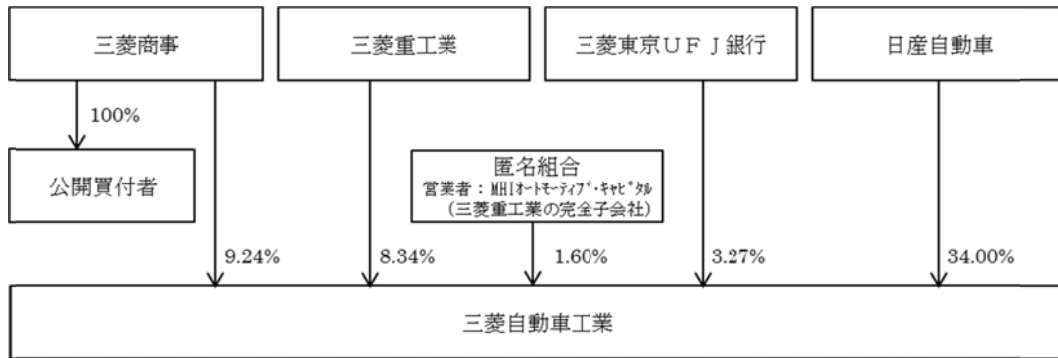 三菱商事
三菱重工業
三菱東京ＵＦＪ銀行
日産自動車
100%
公開買付者
匿名組合
営業者：MHIｵｰﾄﾓｰﾃｨﾌﾞ･ｷｬﾋﾟﾀﾙ
(三菱重工業の完全子会社)
9.24%
8.34%
1.60%
3.27%
34.00%
三菱自動車工業